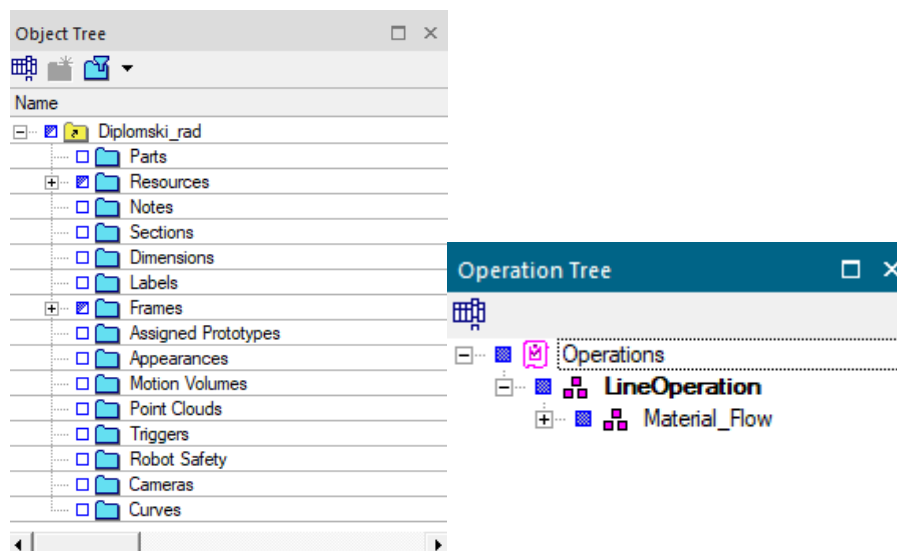 Object Tree
Name
Diplomski_rad
Parts
Resources
Notes
Sections
Dimensions
Labels
Frames
Assigned Prototypes
Appearances
Motion Volumes
Point Clouds
Triggers
Robot Safety
Cameras
Curves
Operation Tree
Operations
LineOperation
Material_Flow